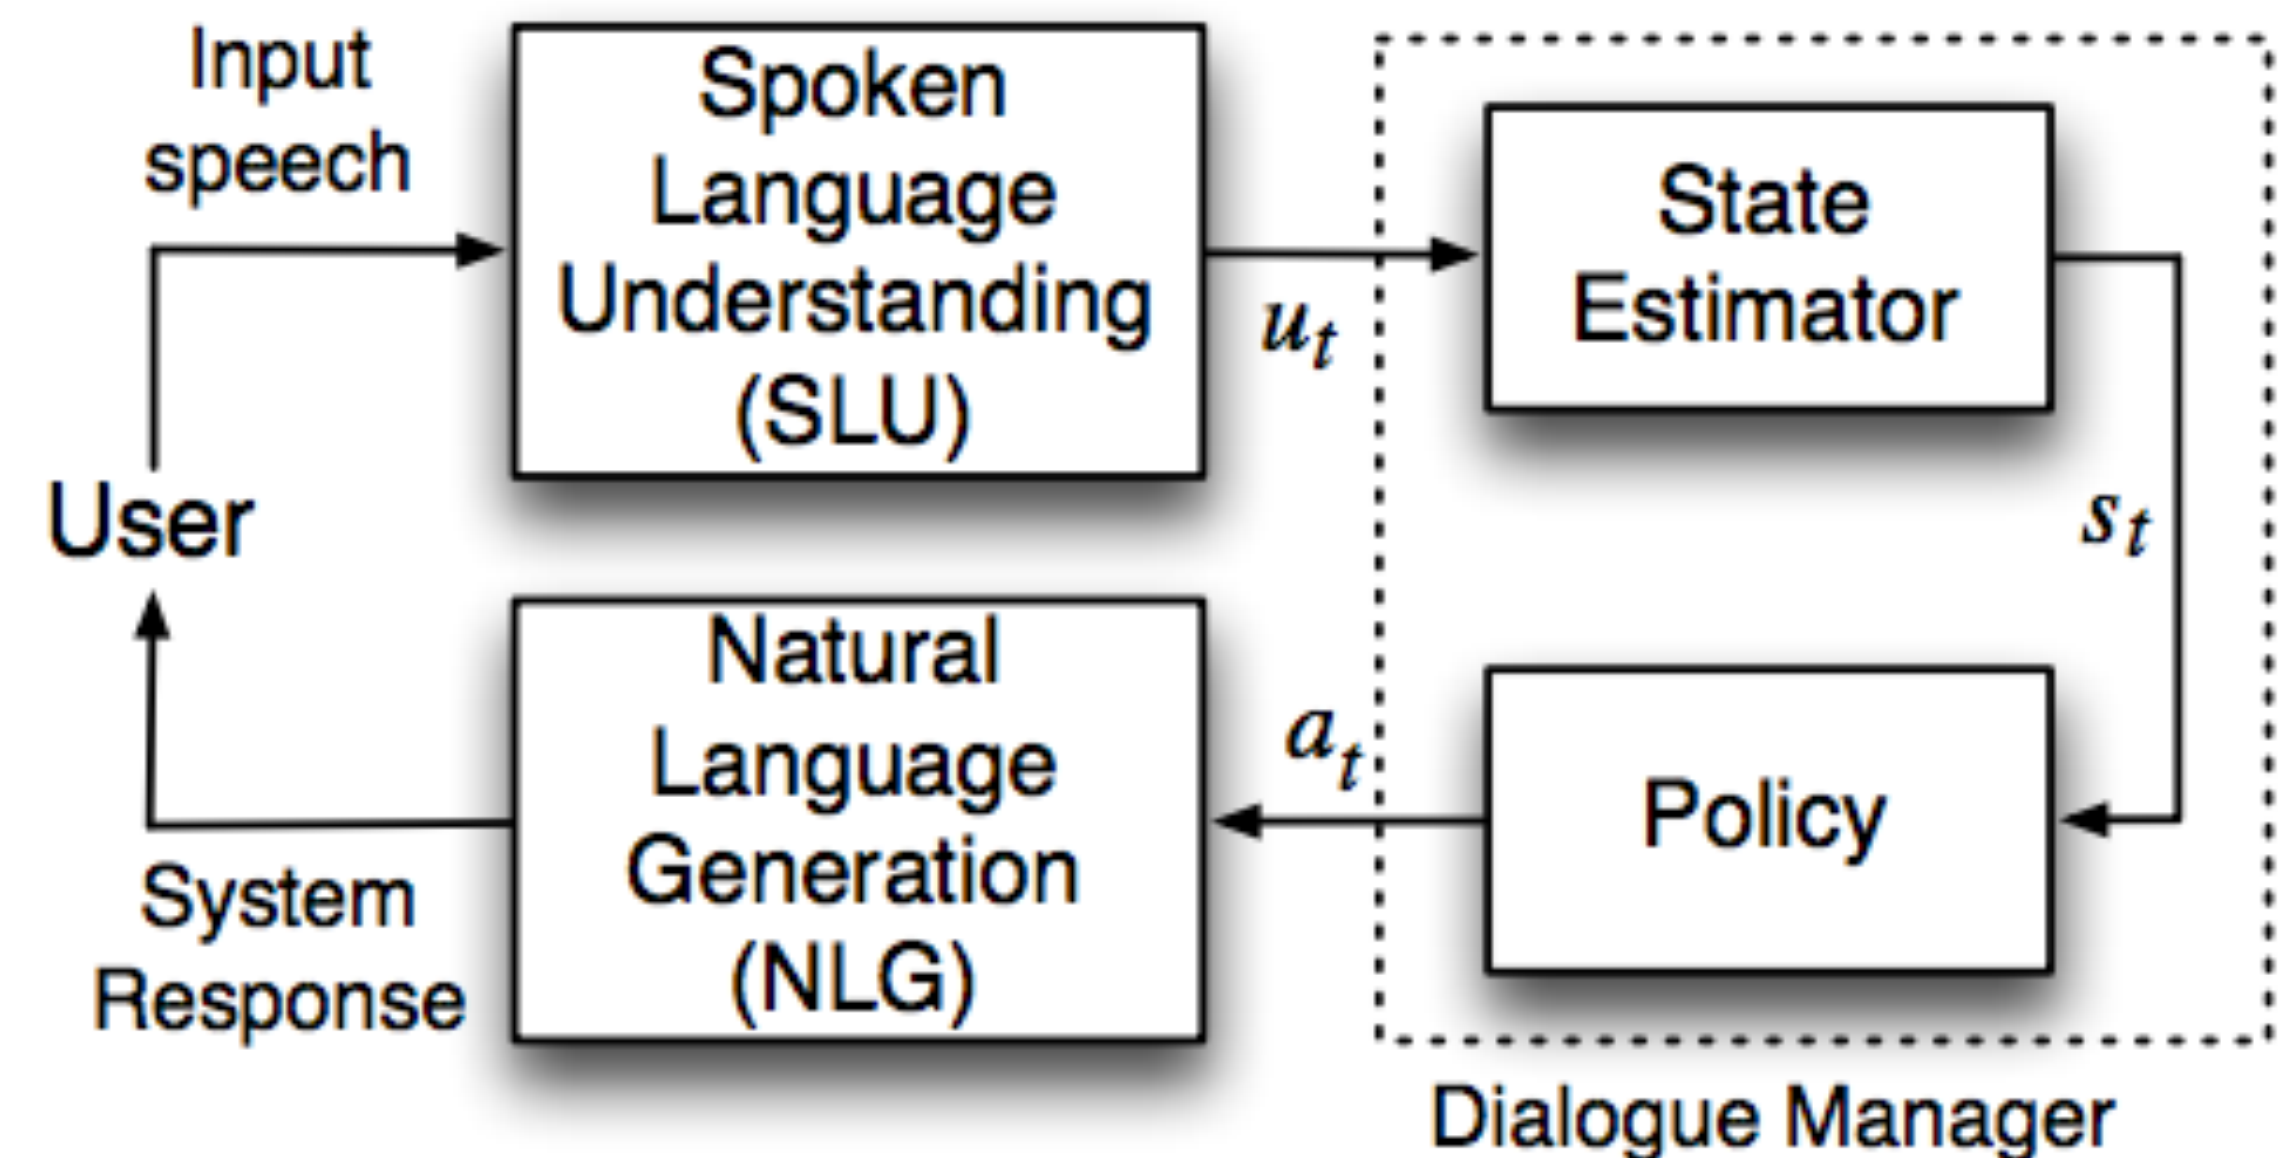 Input
speech
Spoken
Language
Understanding
(SLU)
u_t
State
Estimator
s_t
User
Natural
Language
Generation
(NLG)
a_t
Policy
System
Response
Dialogue Manager